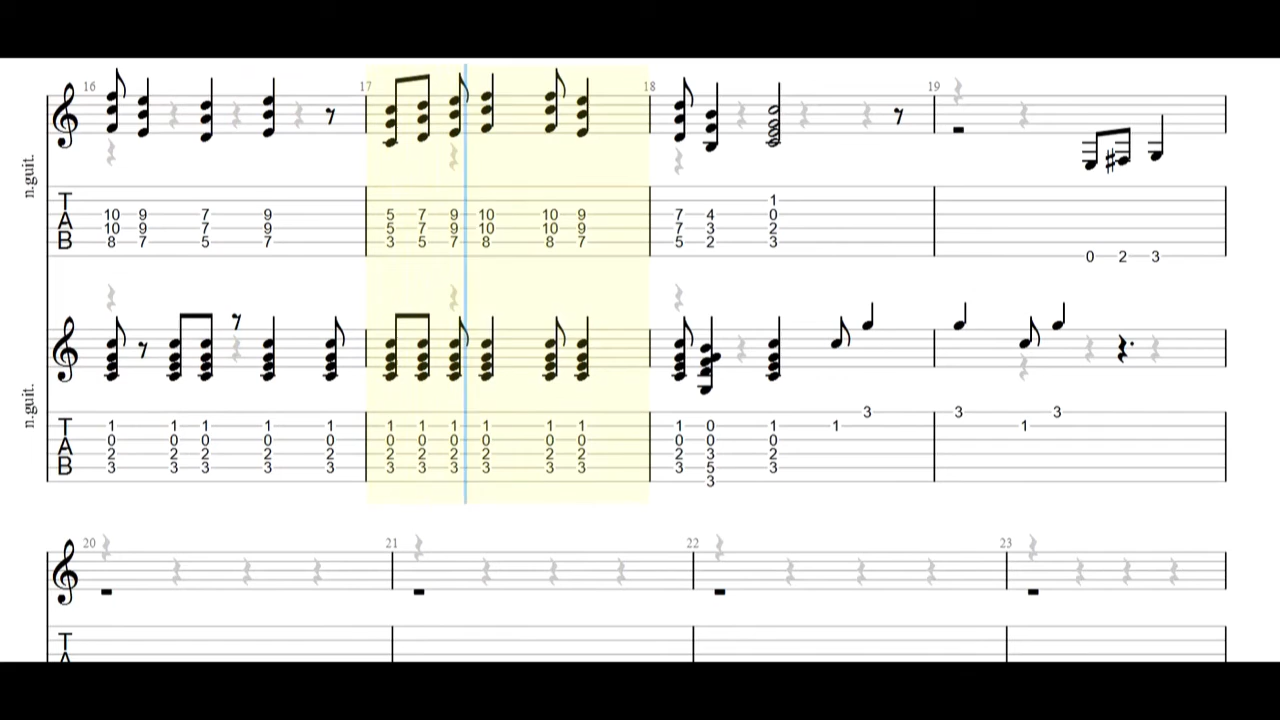 16 17 18 19
n.guit.
T 1
A 10 9 7 9 5 7 9 10 10 9 7 4 0
B 10 9 7 9 5 7 9 10 10 9 7 3 2
8 7 5 7 3 5 7 8 8 7 5 2 3
0 2 3
n.guit.
3 3 3
T 1 1 1 1 1 1 1 1 1 1 1 1 0 1 1 1
A 0 0 0 0 0 0 0 0 0 0 0 0 0 0
2 2 2 2 2 2 2 2 2 2 2 2 3 2
B 3 3 3 3 3 3 3 3 3 3 3 3 5 3
3
20 21 22 23
T
A